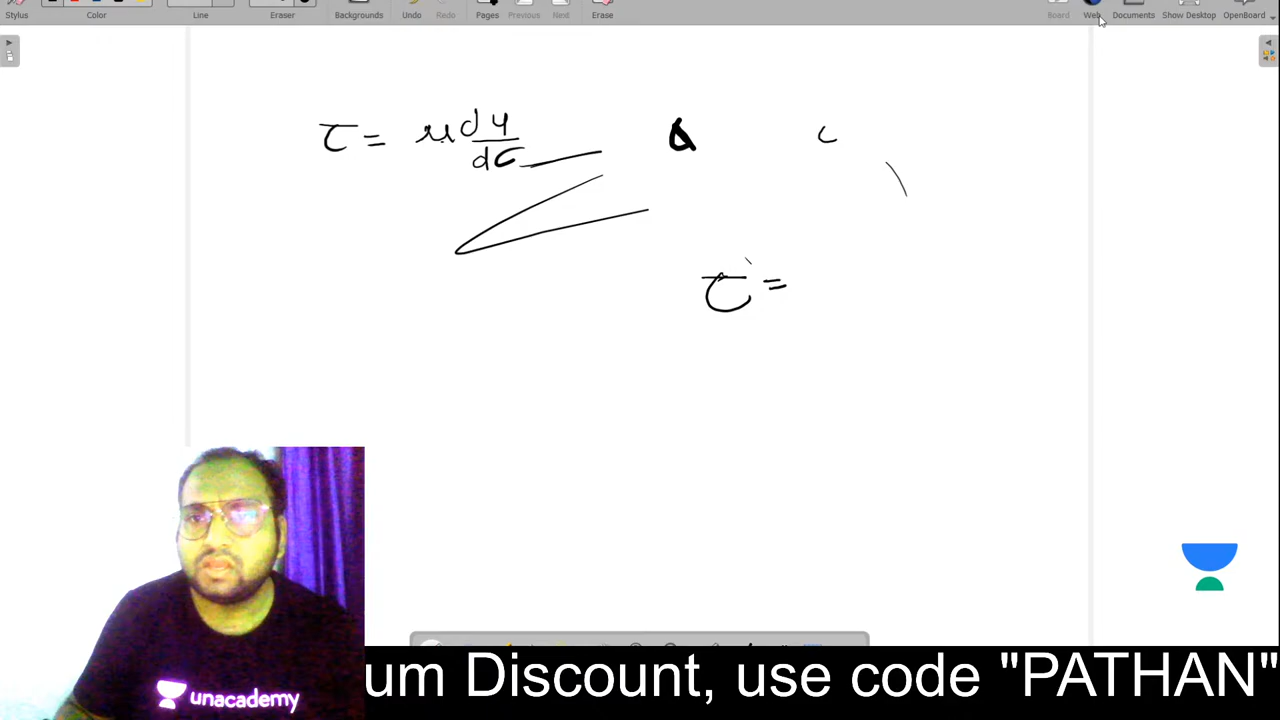 Stylus Color Line Eraser Backgrounds Undo Redo Pages Previous Next Erase Board Web Documents Show Desktop OpenBoard
τ = μ du/dc
τ =
unacademy
um Discount, use code "PATHAN"